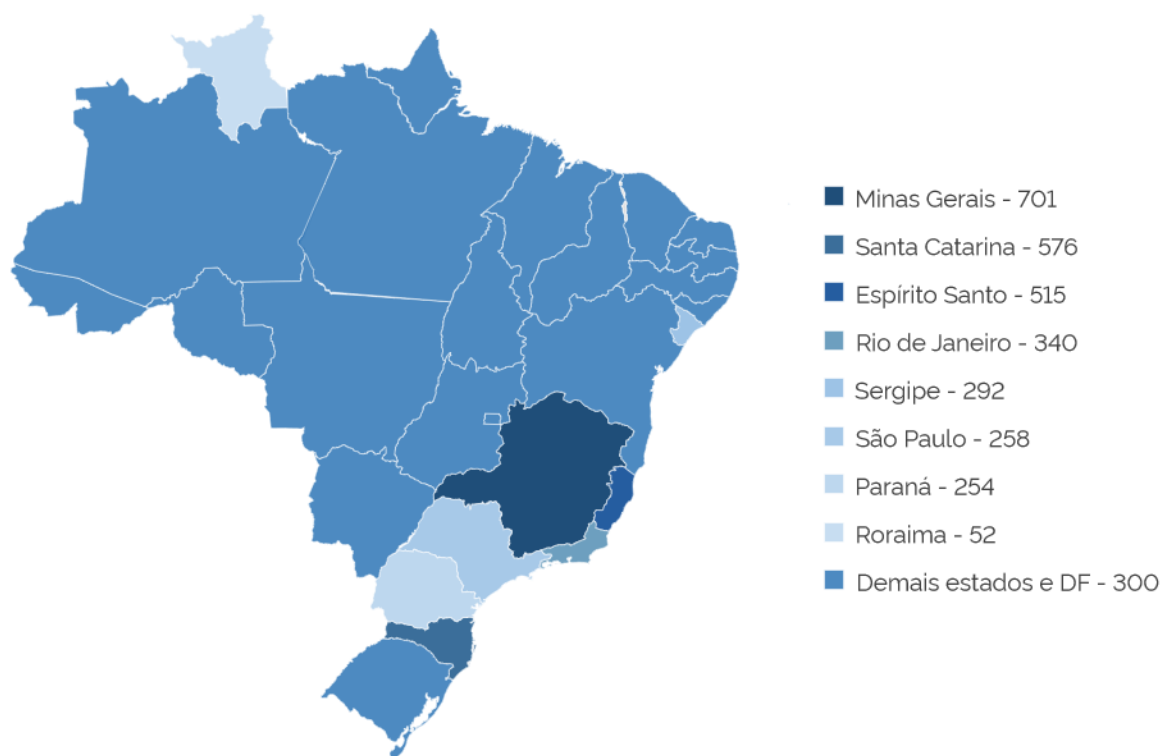 Minas Gerais - 701
Santa Catarina - 576
Espírito Santo - 515
Rio de Janeiro - 340
Sergipe - 292
São Paulo - 258
Paraná - 254
Roraima - 52
Demais estados e DF - 300